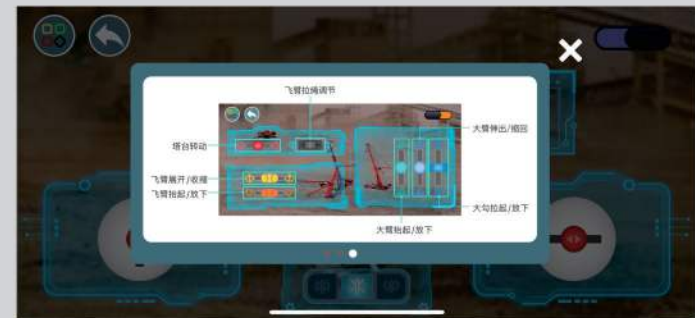 飞臂拉绳调节
大臂伸出/缩回
塔台转动
飞臂展开/收缩
飞臂抬起/放下
大勾拉起/放下
大臂抬起/放下